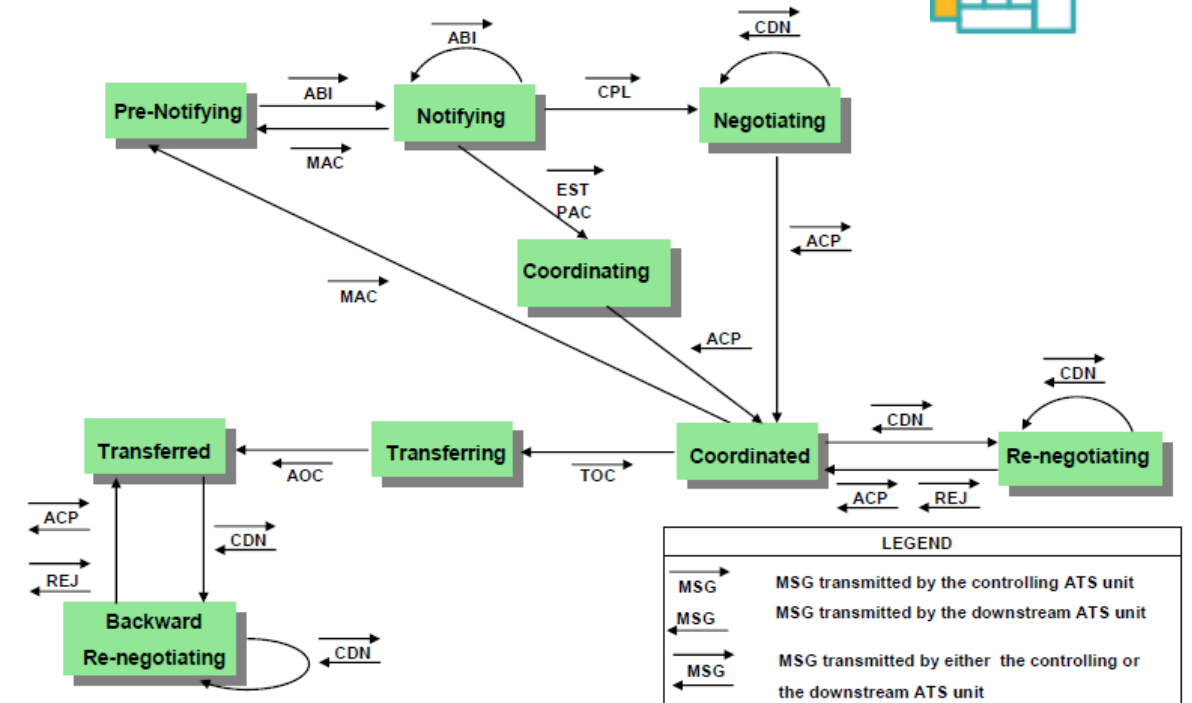 ABI
CDN
Pre-Notifying
ABI
Notifying
CPL
Negotiating
MAC
EST
PAC
ACP
Coordinating
MAC
ACP
CDN
CDN
Transferred
Transferring
Coordinated
Re-negotiating
AOC
TOC
ACP
REJ
ACP
CDN
REJ
Backward
Re-negotiating
CDN
LEGEND
MSG
MSG transmitted by the controlling ATS unit
MSG
MSG transmitted by the downstream ATS unit
MSG
MSG transmitted by either the controlling or
the downstream ATS unit